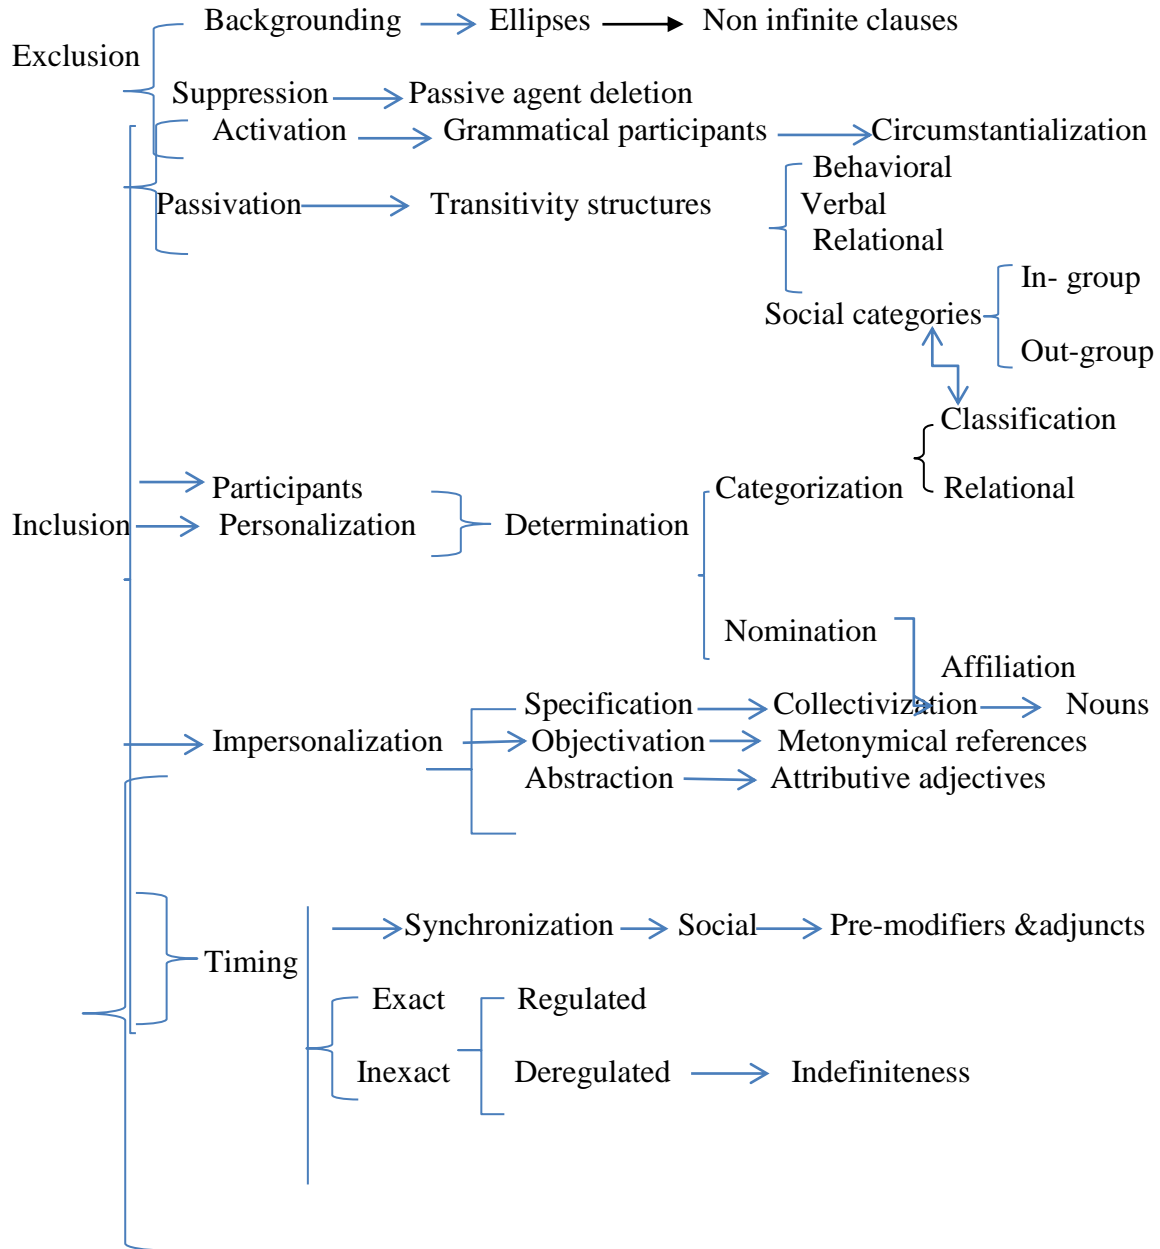 Backgrounding Ellipses Non infinite clauses
Exclusion
Suppression Passive agent deletion
Activation Grammatical participants Circumstantialization
Behavioral
Passivation Transitivity structures Verbal
Relational
In- group
Social categories
Out-group
Classification
Participants Categorization Relational
Inclusion Personalization Determination
Nomination
Affiliation
Specification Collectivization Nouns
Impersonalization Objectivation Metonymical references
Abstraction Attributive adjectives
Synchronization Social Pre-modifiers &adjuncts
Timing
Exact Regulated
Inexact Deregulated Indefiniteness